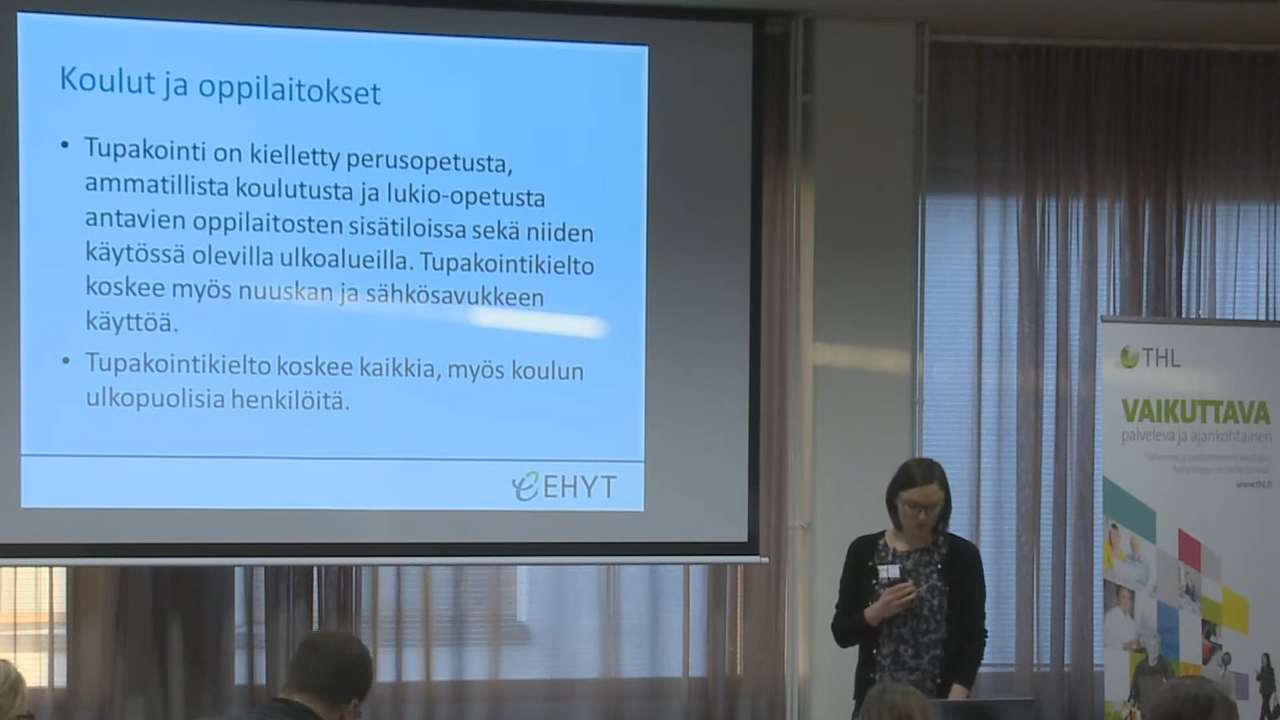 Koulut ja oppilaitokset
• Tupakointi on kielletty perusopetusta,
ammatillista koulutusta ja lukio-opetusta
antavien oppilaitosten sisätiloissa sekä niiden
käytössä olevilla ulkoalueilla. Tupakointikielto
koskee myös nuuskan ja sähkösavukkeen
käyttöä.
• Tupakointikielto koskee kaikkia, myös koulun
ulkopuolisia henkilöitä.
EHYT
THL
VAIKUTTAVA
palveleva ja ajankohtainen
www.thl.fi